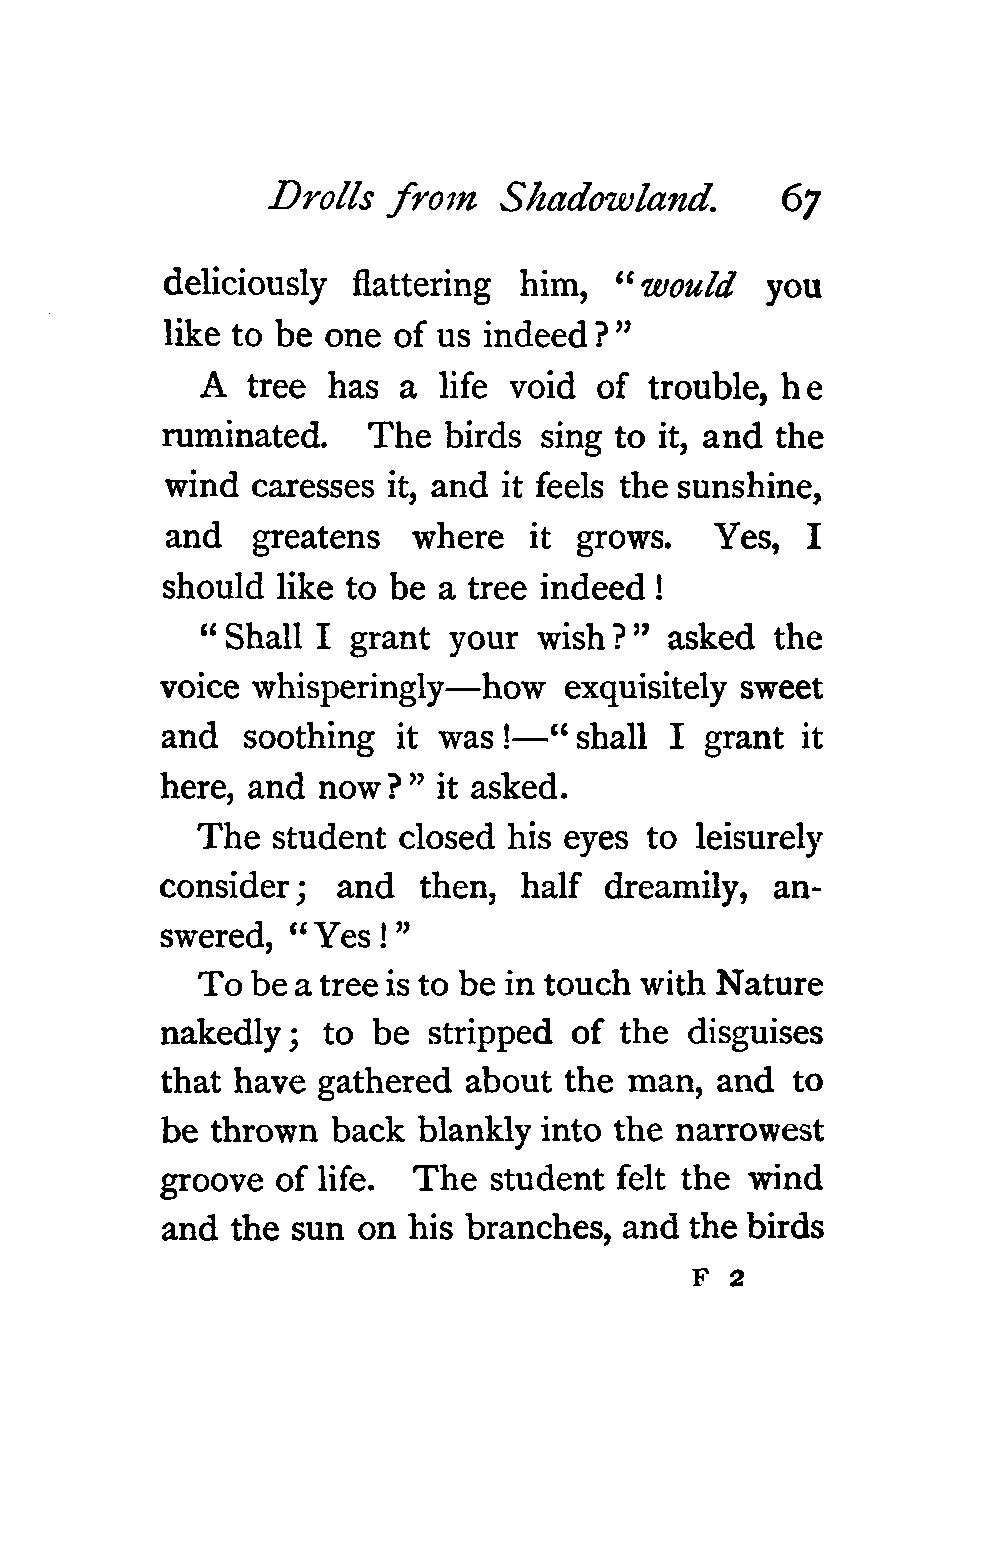 Drolls from Shadowland. 67
deliciously flattering him, "would you
like to be one of us indeed?"
A tree has a life void of trouble, he
ruminated. The birds sing to it, and the
wind caresses it, and it feels the sunshine,
and greatens where it grows. Yes, I
should like to be a tree indeed!
"Shall I grant your wish?" asked the
voice whisperingly—how exquisitely sweet
and soothing it was!—"shall I grant it
here, and now?" it asked.
The student closed his eyes to leisurely
consider; and then, half dreamily, an-
swered, "Yes!"
To be a tree is to be in touch with Nature
nakedly; to be stripped of the disguises
that have gathered about the man, and to
be thrown back blankly into the narrowest
groove of life. The student felt the wind
and the sun on his branches, and the birds
F 2